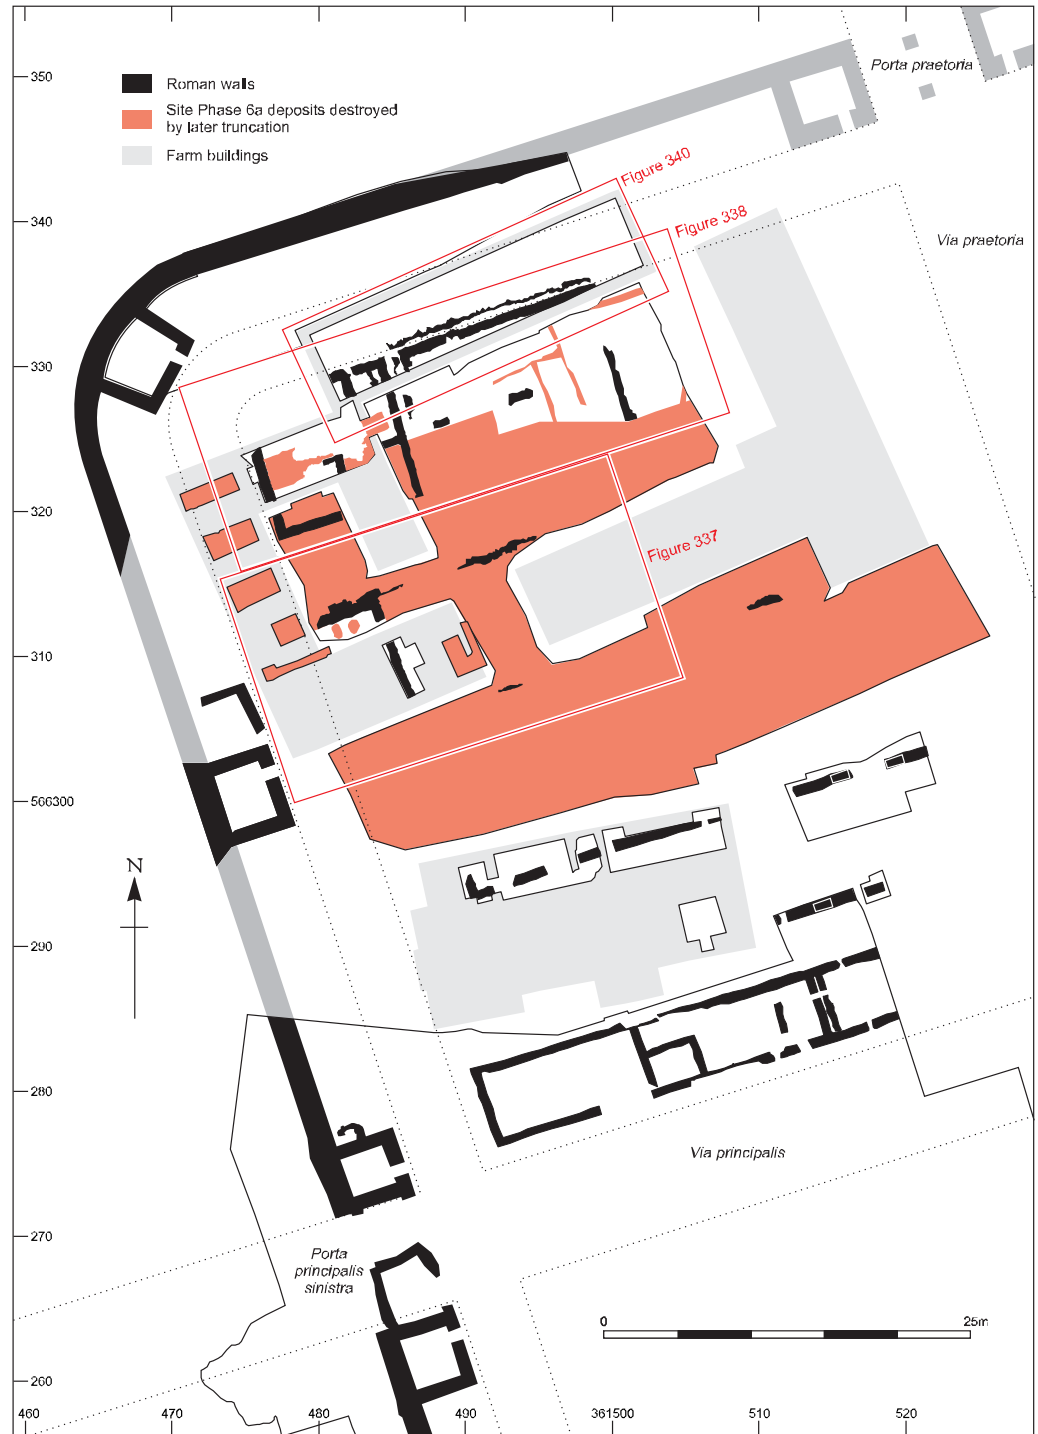 350
340
330
320
310
566300
290
280
270
260
Roman walls
Site Phase 6a deposits destroyed
by later truncation
Farm buildings
Porta praetoria
Figure 340
Figure 338
Via praetoria
Figure 337
N
Via principalis
Porta
principalis
sinistra
0 25m
460 470 480 490 361500 510 520